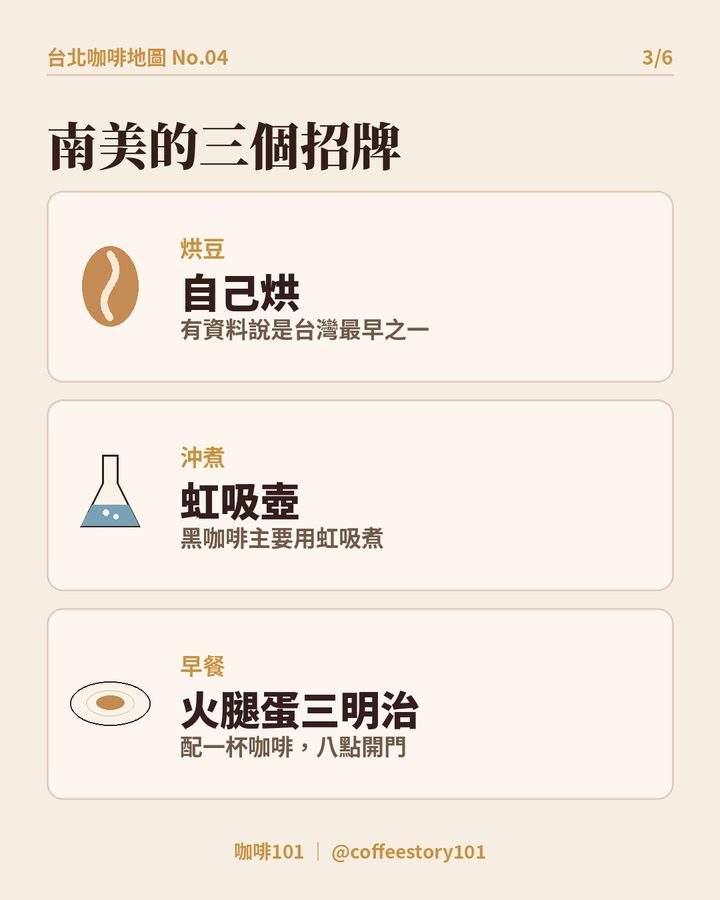 台北咖啡地圖 No.04
3/6
南美的三個招牌
烘豆
自己烘
有資料說是台灣最早之一
沖煮
虹吸壺
黑咖啡主要用虹吸煮
早餐
火腿蛋三明治
配一杯咖啡，八點開門
咖啡101｜@coffeestory101